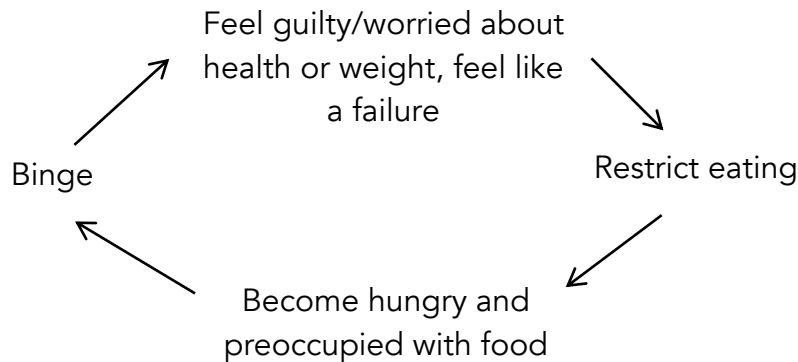 Feel guilty/worried about
health or weight, feel like
a failure
Restrict eating
Become hungry and
preoccupied with food
Binge